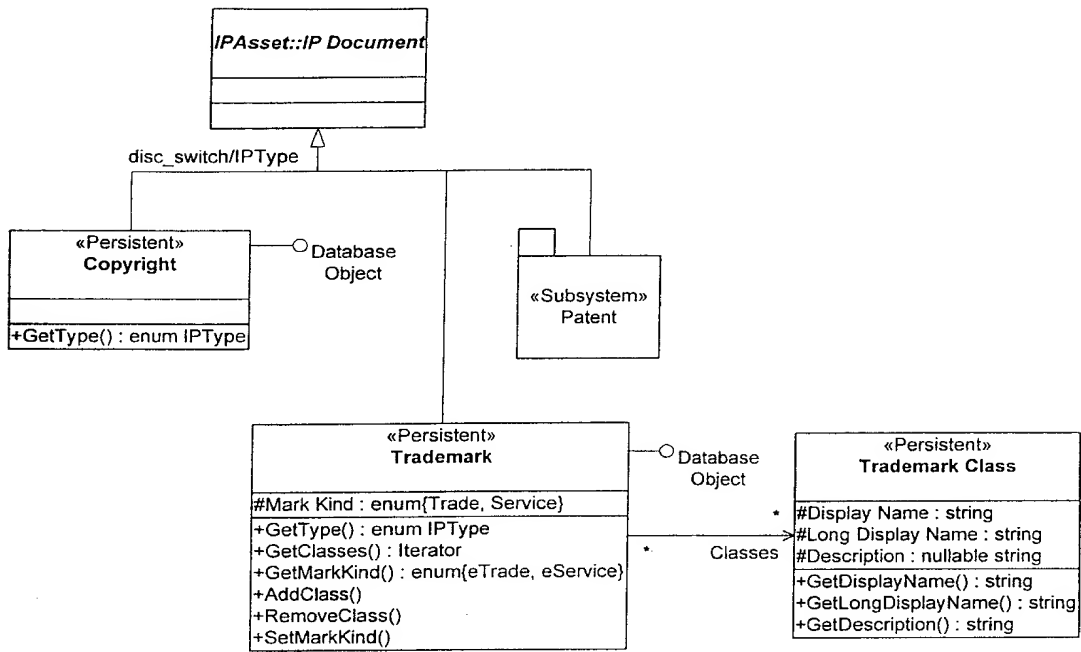 IPAsset::IP Document
disc_switch/IPType
«Persistent»
Copyright
+GetType() : enum IPType
Database
Object
«Subsystem»
Patent
«Persistent»
Trademark
#Mark Kind : enum{Trade, Service}
+GetType() : enum IPType
+GetClasses() : Iterator
+GetMarkKind() : enum{eTrade, eService}
+AddClass()
+RemoveClass()
+SetMarkKind()
Database
Object
*
*
Classes
«Persistent»
Trademark Class
#Display Name : string
#Long Display Name : string
#Description : nullable string
+GetDisplayName() : string
+GetLongDisplayName() : string
+GetDescription() : string